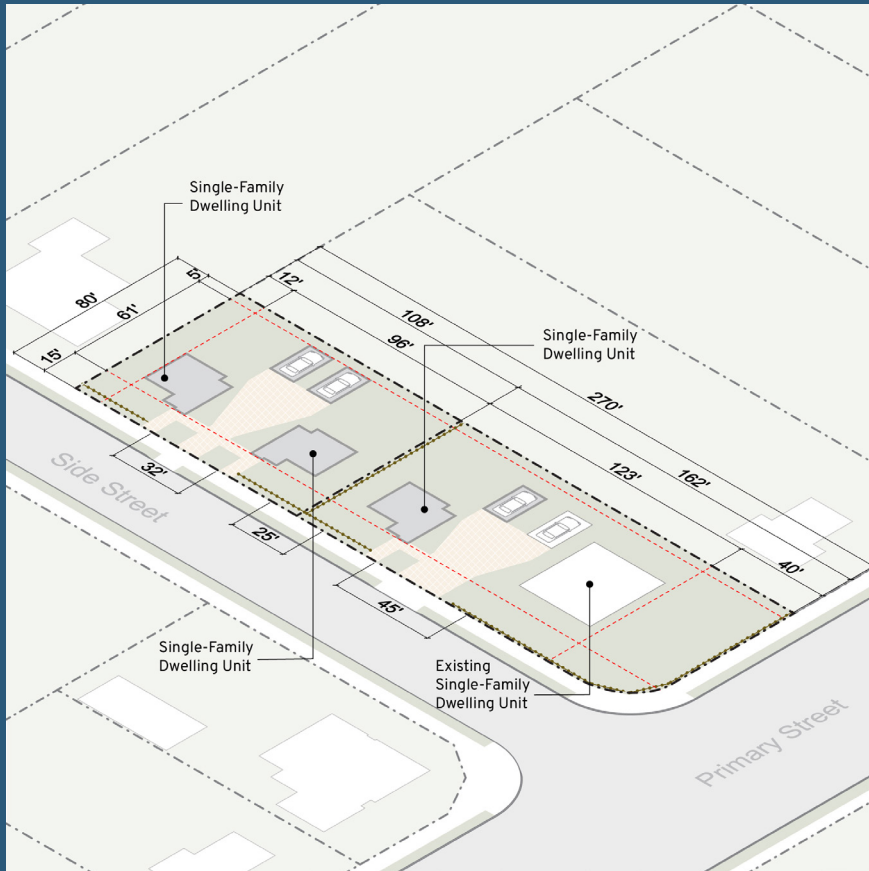 Single-Family
Dwelling Unit
5'
12'
80'
61'
108'
15'
96'
Single-Family
Dwelling Unit
270'
162'
123'
32'
Side Street
25'
40'
45'
Single-Family
Dwelling Unit
Existing
Single-Family
Dwelling Unit
Primary Street